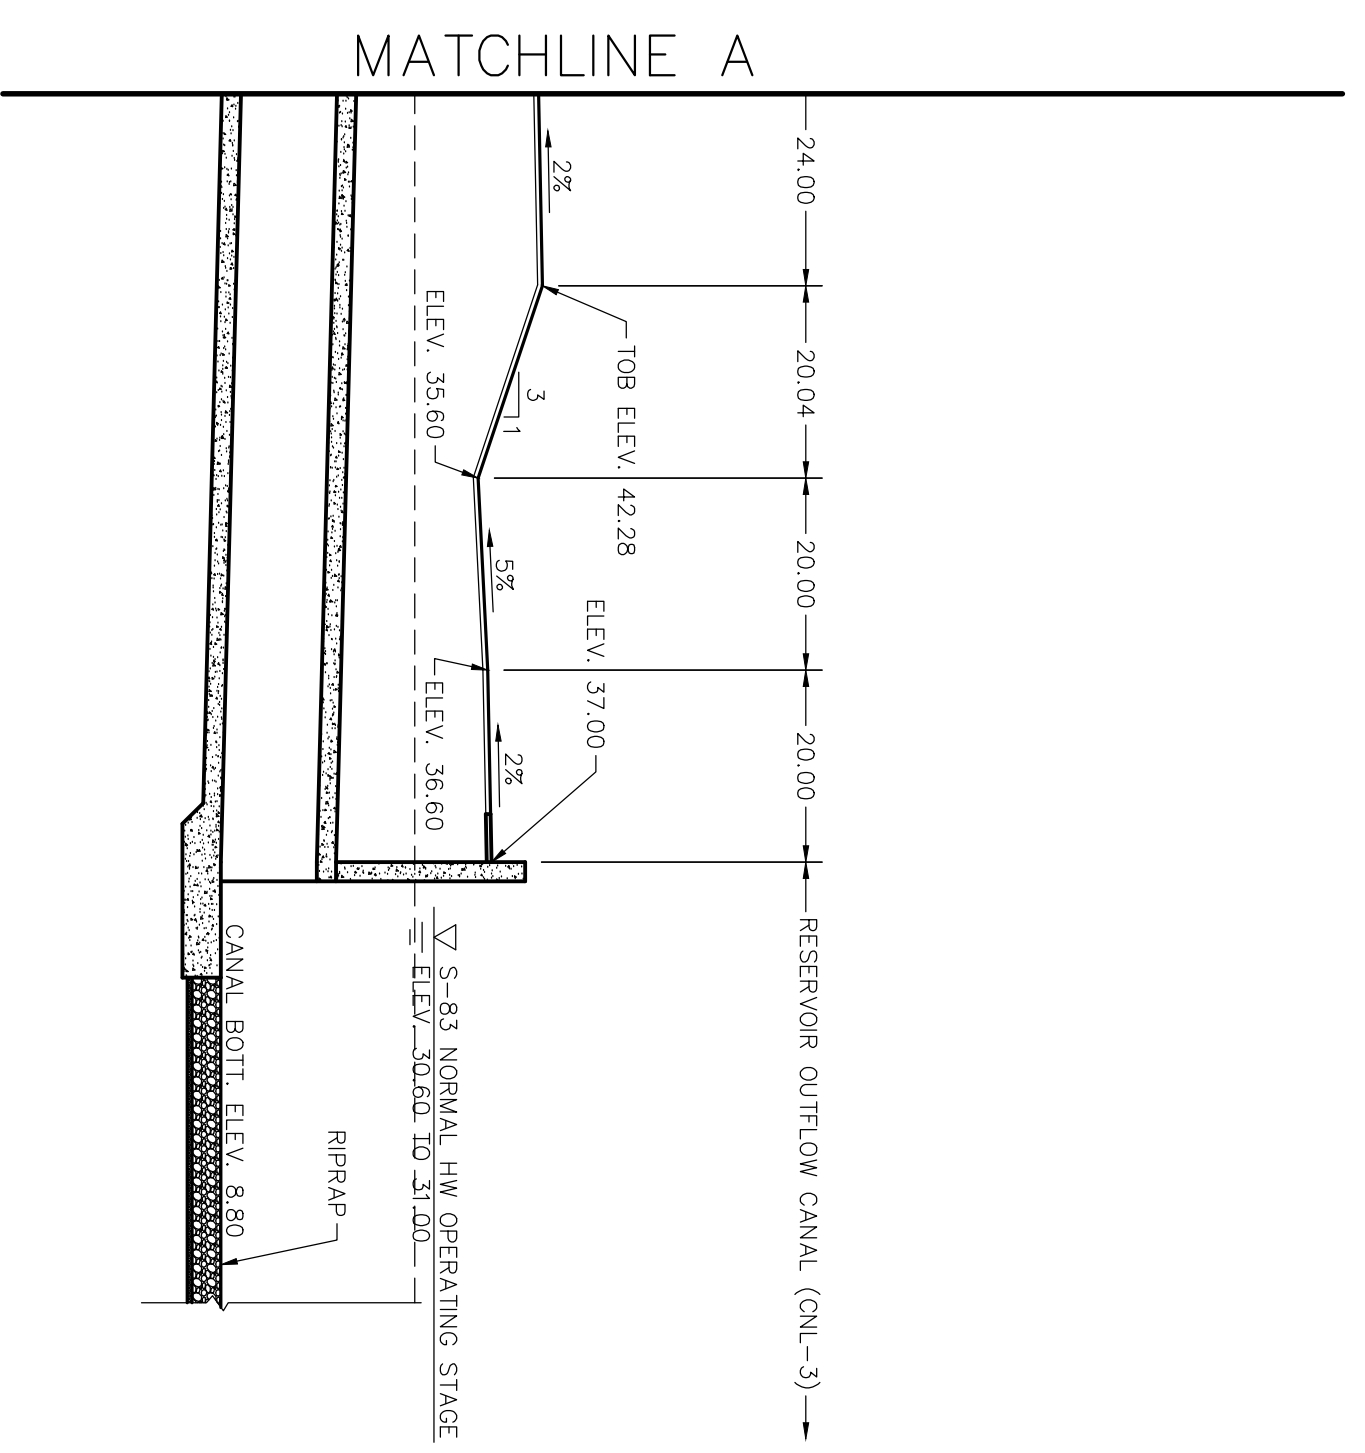 MATCHLINE A
24.00
20.04
20.00
20.00
RESERVOIR OUTFLOW CANAL (CNL-3)
2%
TOB ELEV. 42.28
3
1
ELEV. 35.60
5%
ELEV. 37.00
2%
ELEV. 36.60
S-83 NORMAL HW OPERATING STAGE
ELEV. 30.60 TO 31.00
RIPRAP
CANAL BOTT. ELEV. 8.80